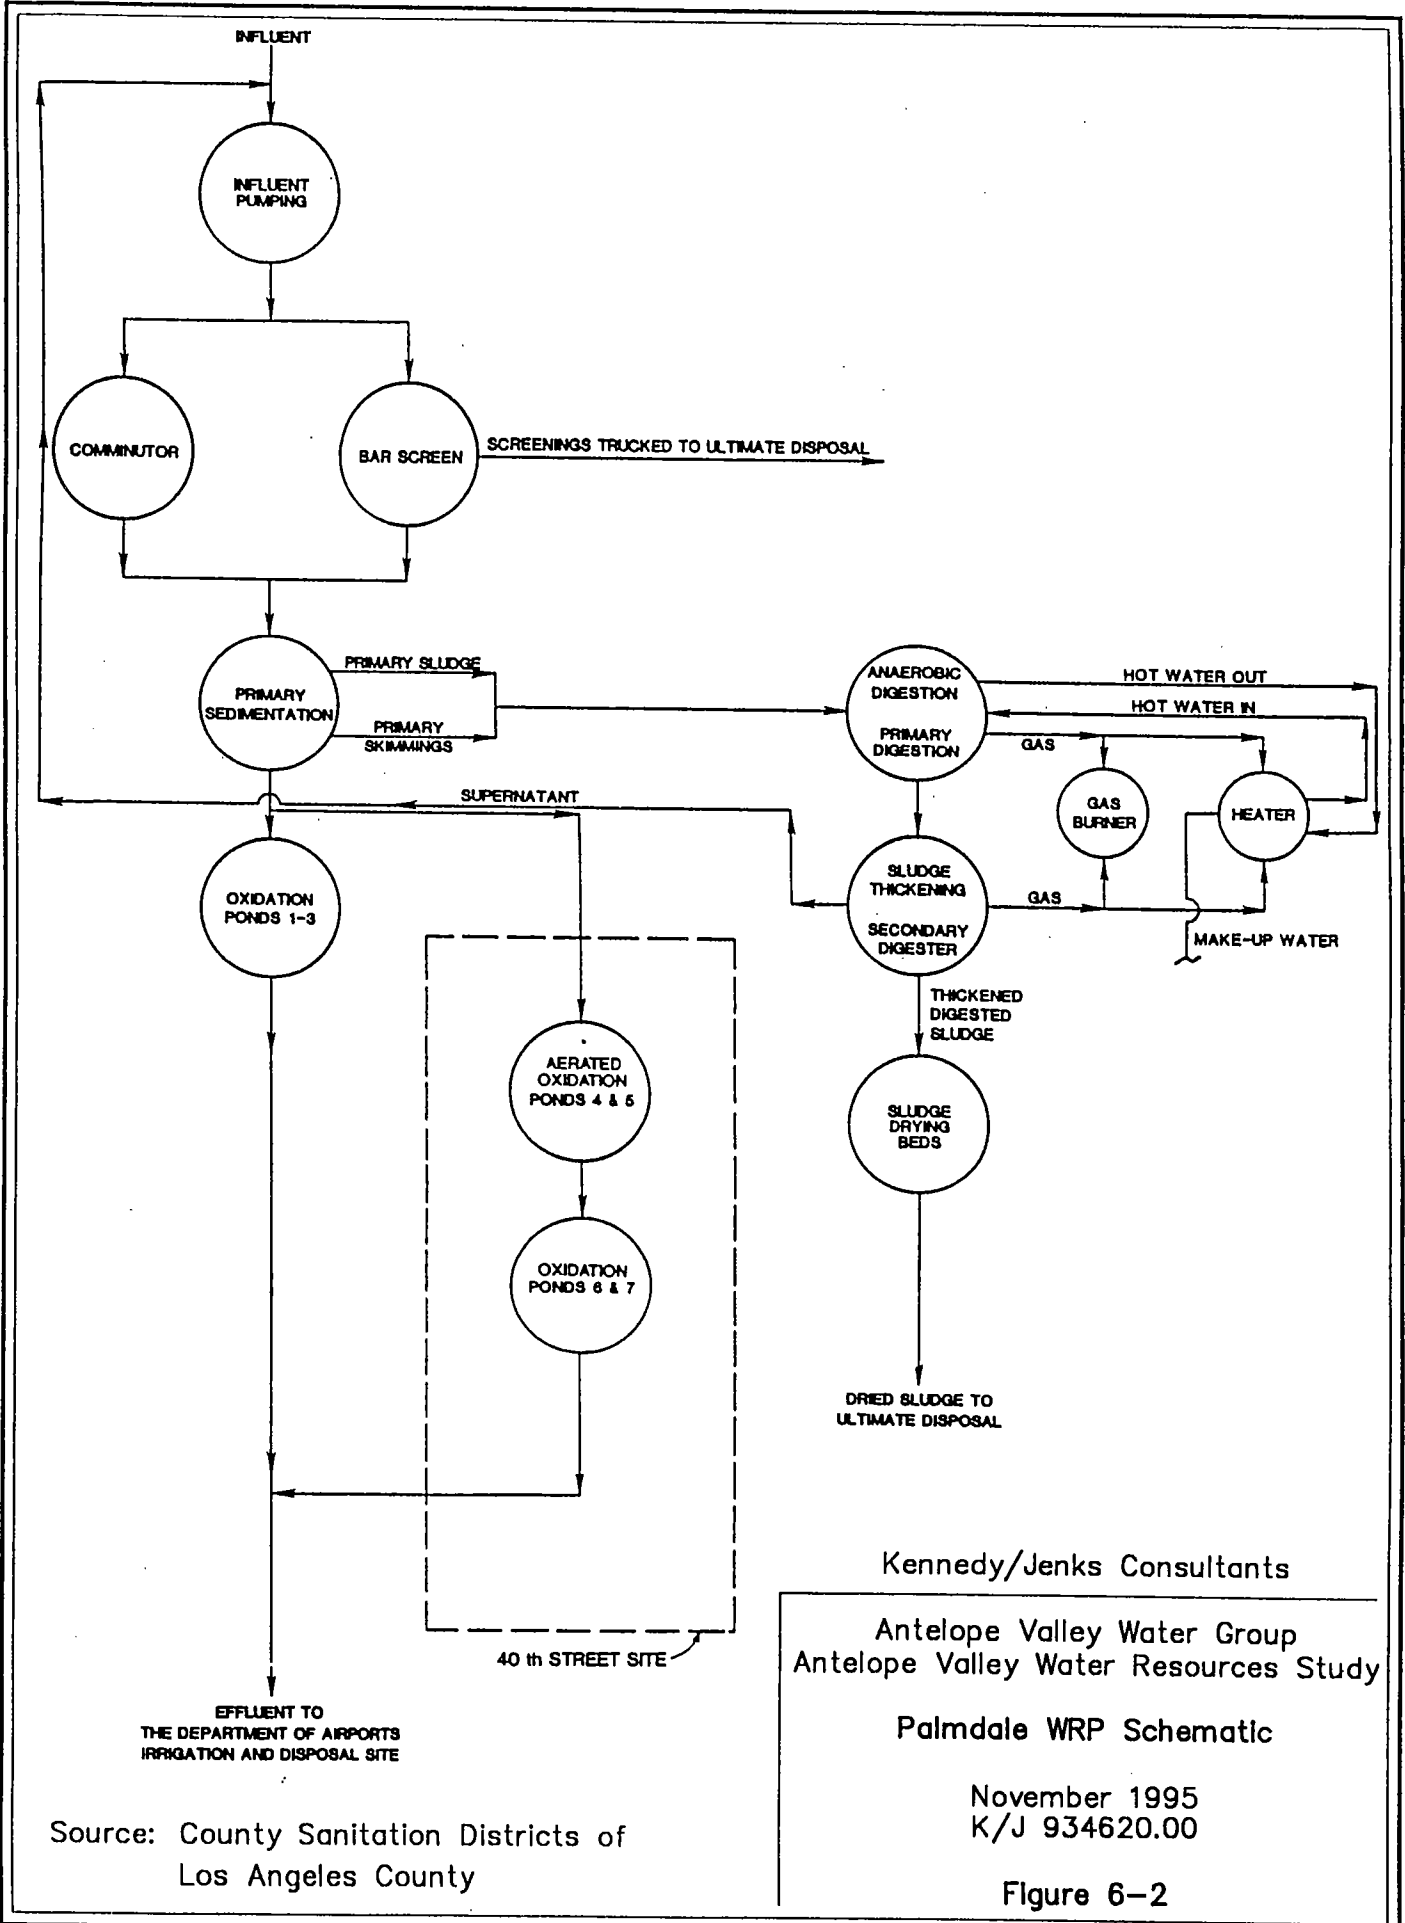 INFLUENT
INFLUENT
PUMPING
COMMINUTOR
BAR SCREEN
SCREENINGS TRUCKED TO ULTIMATE DISPOSAL
PRIMARY
SEDIMENTATION
PRIMARY SLUDGE
PRIMARY
SKIMMINGS
ANAEROBIC
DIGESTION
PRIMARY
DIGESTION
HOT WATER OUT
HOT WATER IN
GAS
GAS
BURNER
HEATER
SUPERNATANT
OXIDATION
PONDS 1-3
SLUDGE
THICKENING
SECONDARY
DIGESTER
GAS
MAKE-UP WATER
THICKENED
DIGESTED
SLUDGE
AERATED
OXIDATION
PONDS 4 & 5
SLUDGE
DRYING
BEDS
OXIDATION
PONDS 6 & 7
DRIED SLUDGE TO
ULTIMATE DISPOSAL
40 th STREET SITE
EFFLUENT TO
THE DEPARTMENT OF AIRPORTS
IRRIGATION AND DISPOSAL SITE
Source: County Sanitation Districts of
Los Angeles County
Kennedy/Jenks Consultants
Antelope Valley Water Group
Antelope Valley Water Resources Study
Palmdale WRP Schematic
November 1995
K/J 934620.00
Figure 6-2